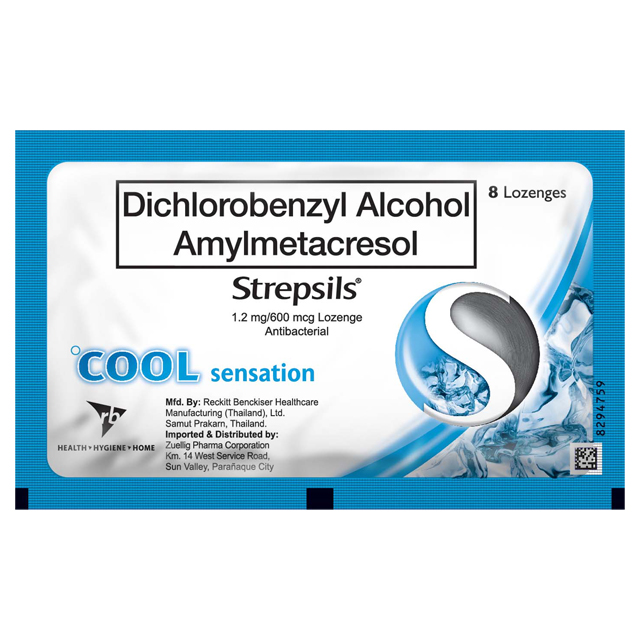 Dichlorobenzyl Alcohol
Amylmetacresol
8 Lozenges
Strepsils®
1.2 mg/600 mcg Lozenge
Antibacterial
°COOL sensation
Mfd. By: Reckitt Benckiser Healthcare
Manufacturing (Thailand), Ltd.
Samut Prakarn, Thailand.
Imported & Distributed by:
Zuellig Pharma Corporation
Km. 14 West Service Road,
Sun Valley, Parañaque City
rb
HEALTH • HYGIENE • HOME
S
8294759